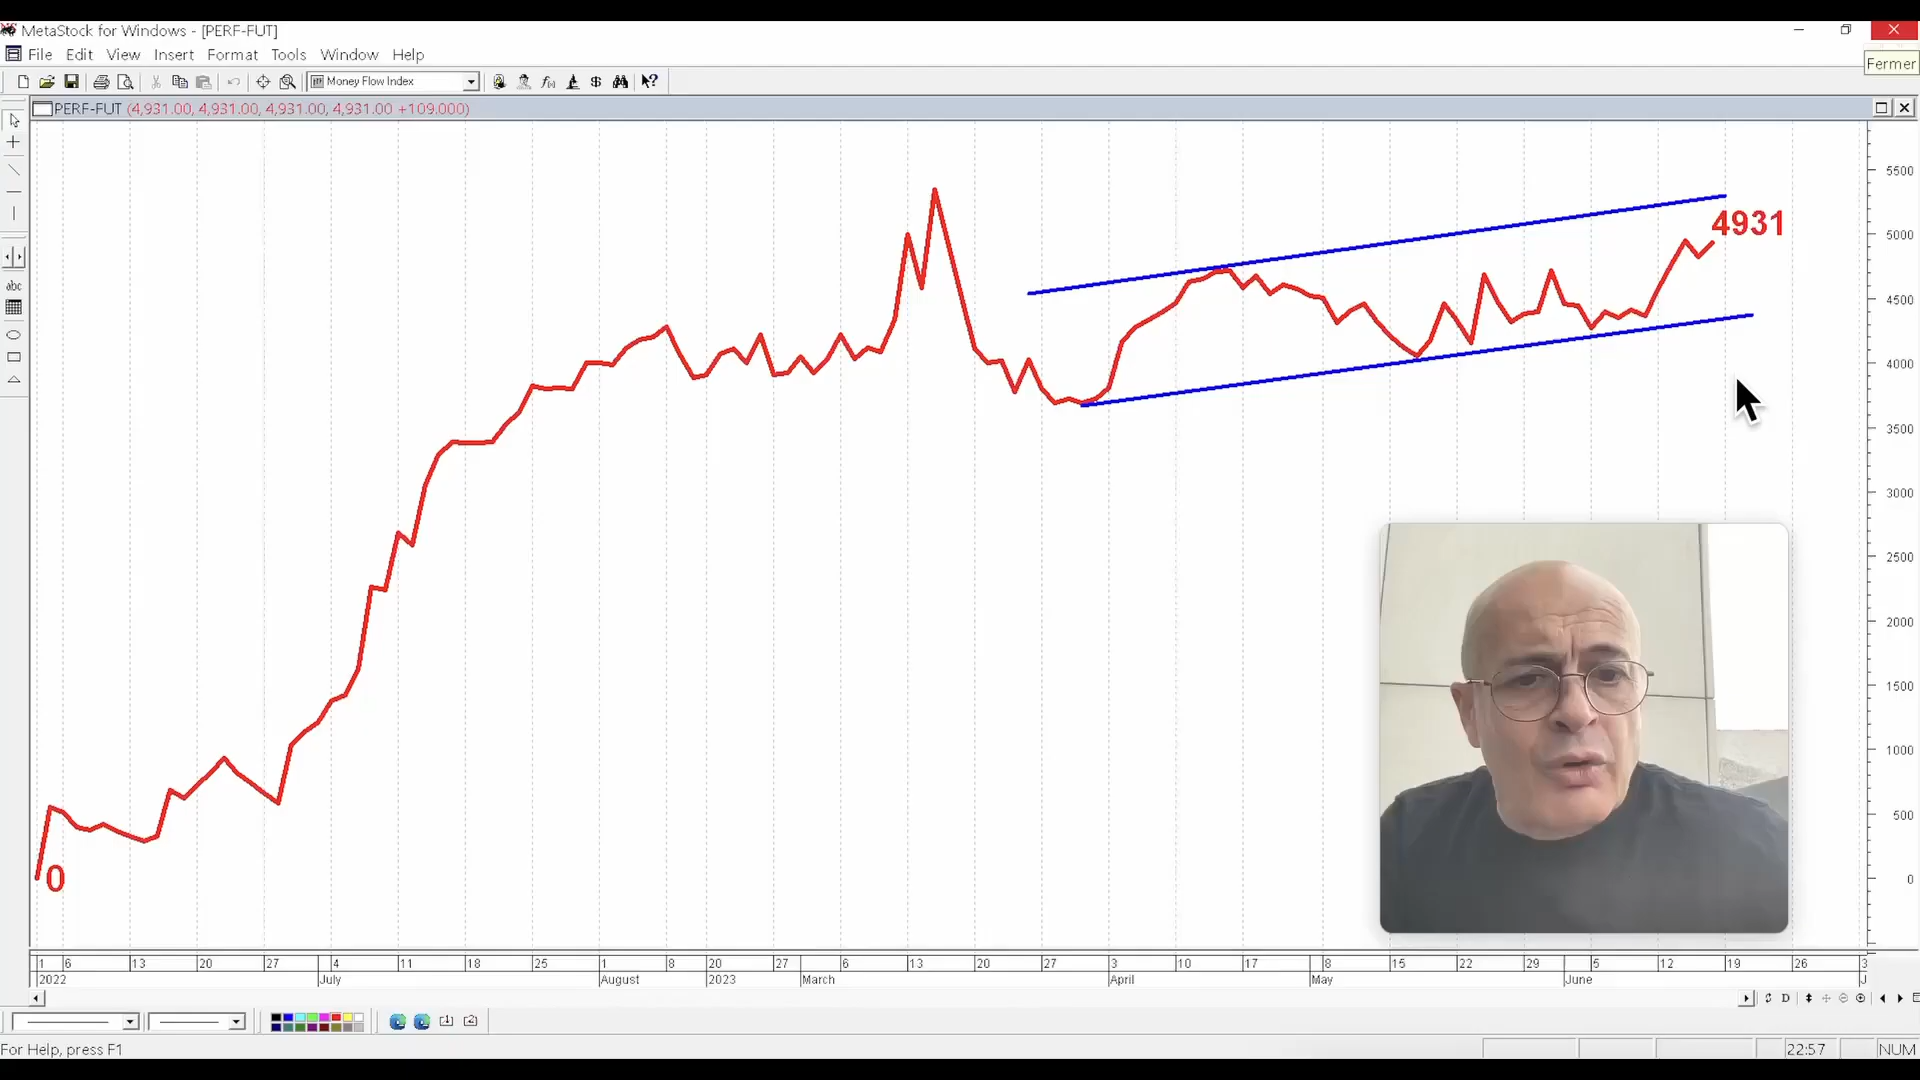 MetaStock for Windows - [PERF-FUT]
File Edit View Insert Format Tools Window Help
Fermer
Money Flow Index
PERF-FUT (4,931.00, 4,931.00, 4,931.00, 4,931.00 +109.000)
abc
5500
5000
4500
4000
3500
3000
2500
2000
1500
1000
500
0
4931
0
1 6 13 20 27 4 11 18 25 1 8 20 27 6 13 20 27 3 10 17 8 15 22 29 5 12 19 26 3
2022 July August 2023 March April May June J
D
For Help, press F1
22:57 NUM